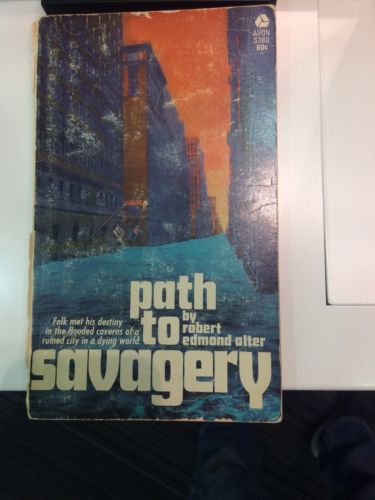 AVON
S380
60¢
path
to
by
robert
edmond alter
savagery
Falk met his destiny
in the flooded caverns of a
ruined city in a dying world.